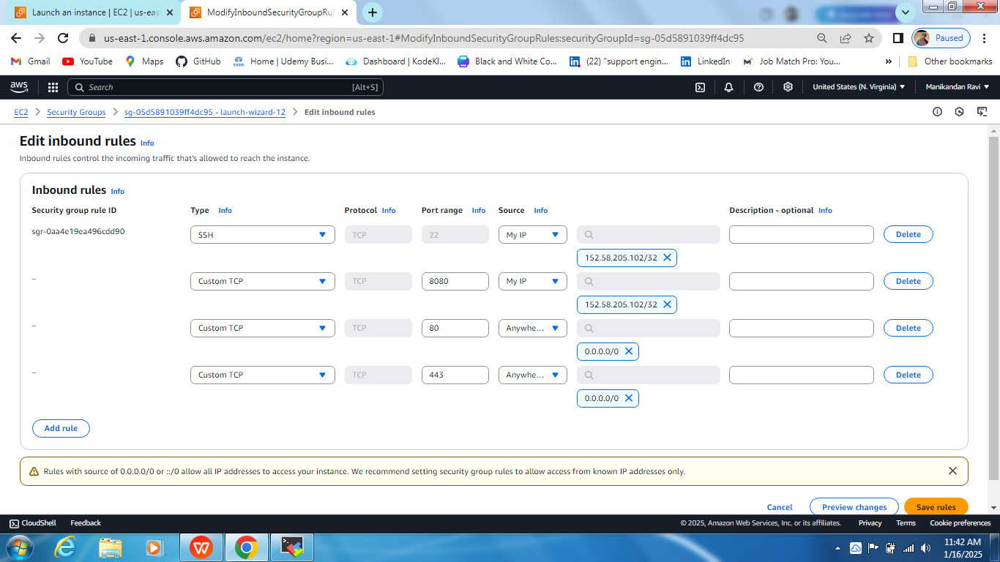 Launch an instance | EC2 | us-eas
ModifyInboundSecurityGroupRul
us-east-1.console.aws.amazon.com/ec2/home?region=us-east-1#ModifyInboundSecurityGroupRules:securityGroupId=sg-05d5891039ff4dc95
Paused
Gmail
YouTube
Maps
GitHub
Home | Udemy Busi...
Dashboard | KodeKl...
Black and White Co...
(22) "support engin...
LinkedIn
Job Match Pro: You...
»
Other bookmarks
aws
Search
[Alt+S]
United States (N. Virginia)
Manikandan Ravi
EC2
Security Groups
sg-05d5891039ff4dc95 - launch-wizard-12
Edit inbound rules
Edit inbound rules Info
Inbound rules control the incoming traffic that's allowed to reach the instance.
Inbound rules Info
Security group rule ID
Type Info
Protocol Info
Port range Info
Source Info
Description - optional Info
sgr-0aa4e19ea496cdd90
SSH
TCP
22
My IP
Delete
152.58.205.102/32
–
Custom TCP
TCP
8080
My IP
Delete
152.58.205.102/32
–
Custom TCP
TCP
80
Anywhe...
Delete
0.0.0.0/0
–
Custom TCP
TCP
443
Anywhe...
Delete
0.0.0.0/0
Add rule
Rules with source of 0.0.0.0/0 or ::/0 allow all IP addresses to access your instance. We recommend setting security group rules to allow access from known IP addresses only.
Cancel
Preview changes
Save rules
CloudShell
Feedback
© 2025, Amazon Web Services, Inc. or its affiliates.
Privacy
Terms
Cookie preferences
11:42 AM
1/16/2025